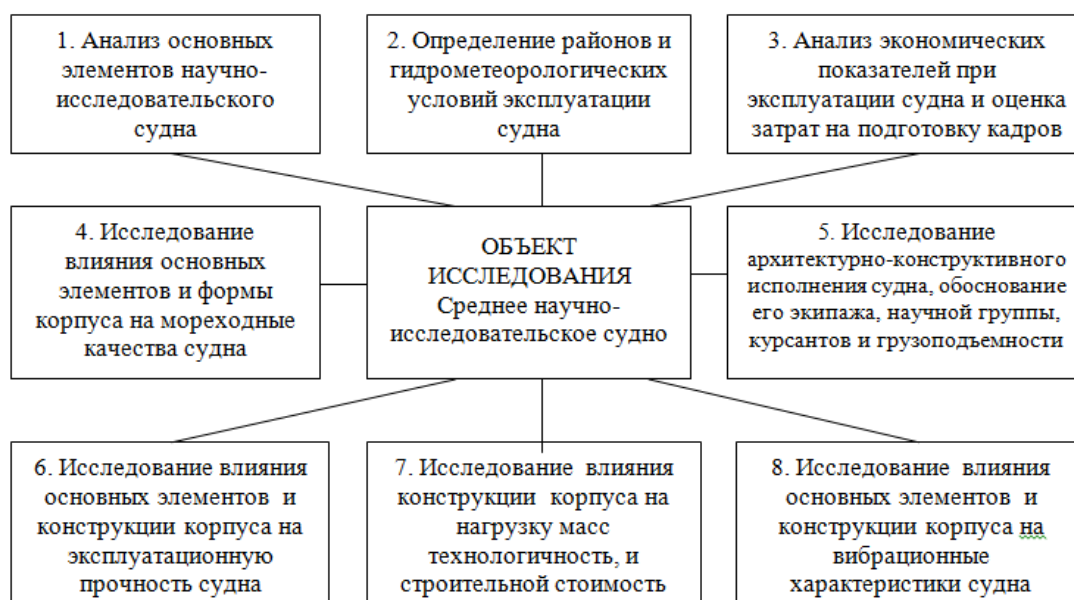 1. Анализ основных
элементов научно-
исследовательского
судна
2. Определение районов и
гидрометеорологических
условий эксплуатации
судна
3. Анализ экономических
показателей при
эксплуатации судна и оценка
затрат на подготовку кадров
4. Исследование
влияния основных
элементов и формы
корпуса на мореходные
качества судна
ОБЪЕКТ
ИССЛЕДОВАНИЯ
Среднее научно-
исследовательское судно
5. Исследование
архитектурно-конструктивного
исполнения судна, обоснование
его экипажа, научной группы,
курсантов и грузоподъемности
6. Исследование влияния
основных элементов и
конструкции корпуса на
эксплуатационную
прочность судна
7. Исследование влияния
конструкции корпуса на
нагрузку масс
технологичность, и
строительной стоимость
8. Исследование влияния
основных элементов и
конструкции корпуса на
вибрационные
характеристики судна